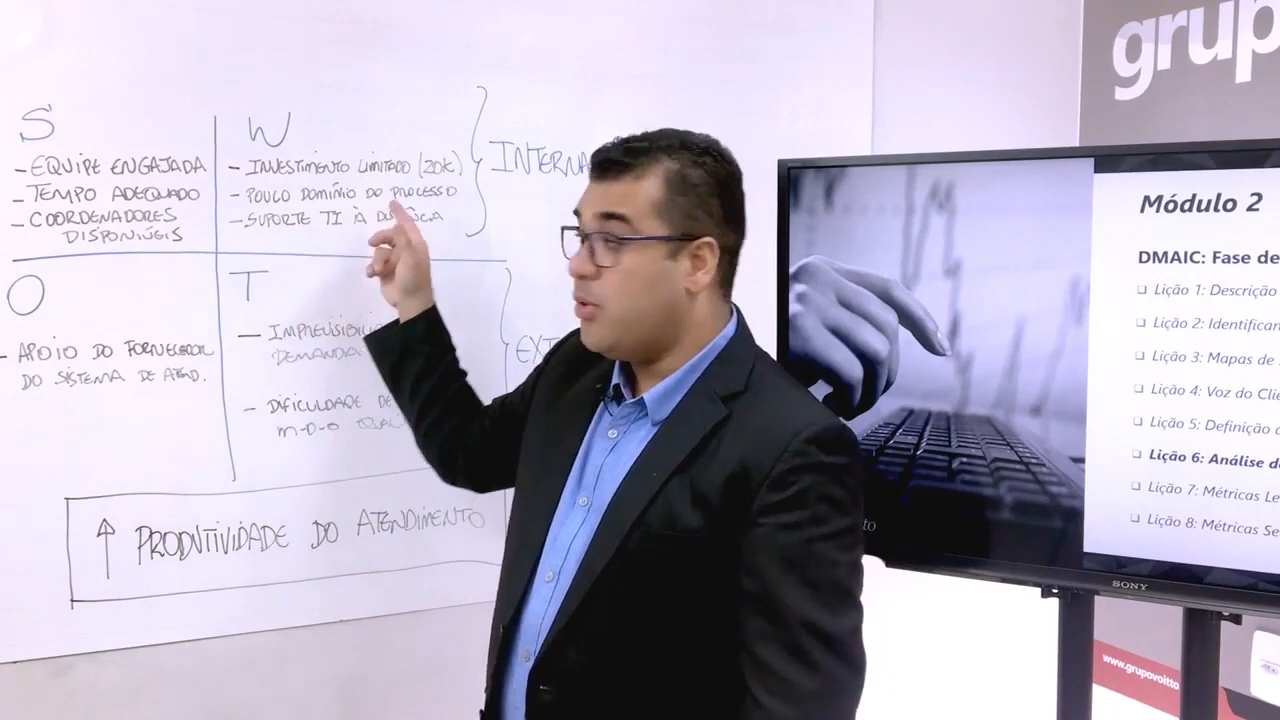 S
- EQUIPE ENGAJADA
- TEMPO ADEQUADO
- COORDENADORES
DISPONÍVEIS
W
- INVESTIMENTO LIMITADO (20K)
- POUCO DOMÍNIO DO PROCESSO
- SUPORTE TI À
INTERNA
O
- APOIO DO FORNECEDOR
DO SISTEMA DE ATEND.
T
-
DEMANDA
- DIFICULDADE DE
M-D-O
EXT
↑ PRODUTIVIDADE DO ATENDIMENTO
grup
Módulo 2
DMAIC: Fase de
❑ Lição 1: Descrição
❑ Lição 2: Identifican
❑ Lição 3: Mapas de
❑ Lição 4: Voz do Clie
❑ Lição 5: Definição
❑ Lição 6: Análise d
❑ Lição 7: Métricas Le
❑ Lição 8: Métricas Se
to
SONY
www.grupovoitto